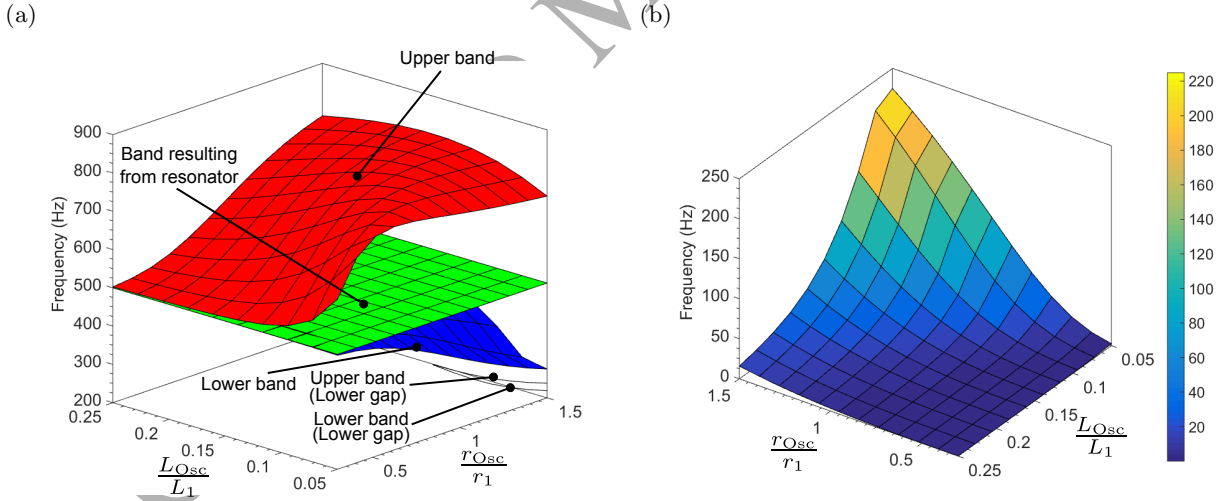 (a)
(b)
Upper band
Band resulting
from resonator
Lower band
Upper band
(Lower gap)
Lower band
(Lower gap)
Frequency (Hz)
900
800
700
600
500
400
300
200
0.25
0.2
0.15
0.1
0.05
L_Osc
L_1
0.5
1
1.5
r_Osc
r_1
Frequency (Hz)
250
200
150
100
50
0
1.5
1
0.5
r_Osc
r_1
0.25
0.2
0.15
0.1
0.05
L_Osc
L_1
220
200
180
160
140
120
100
80
60
40
20